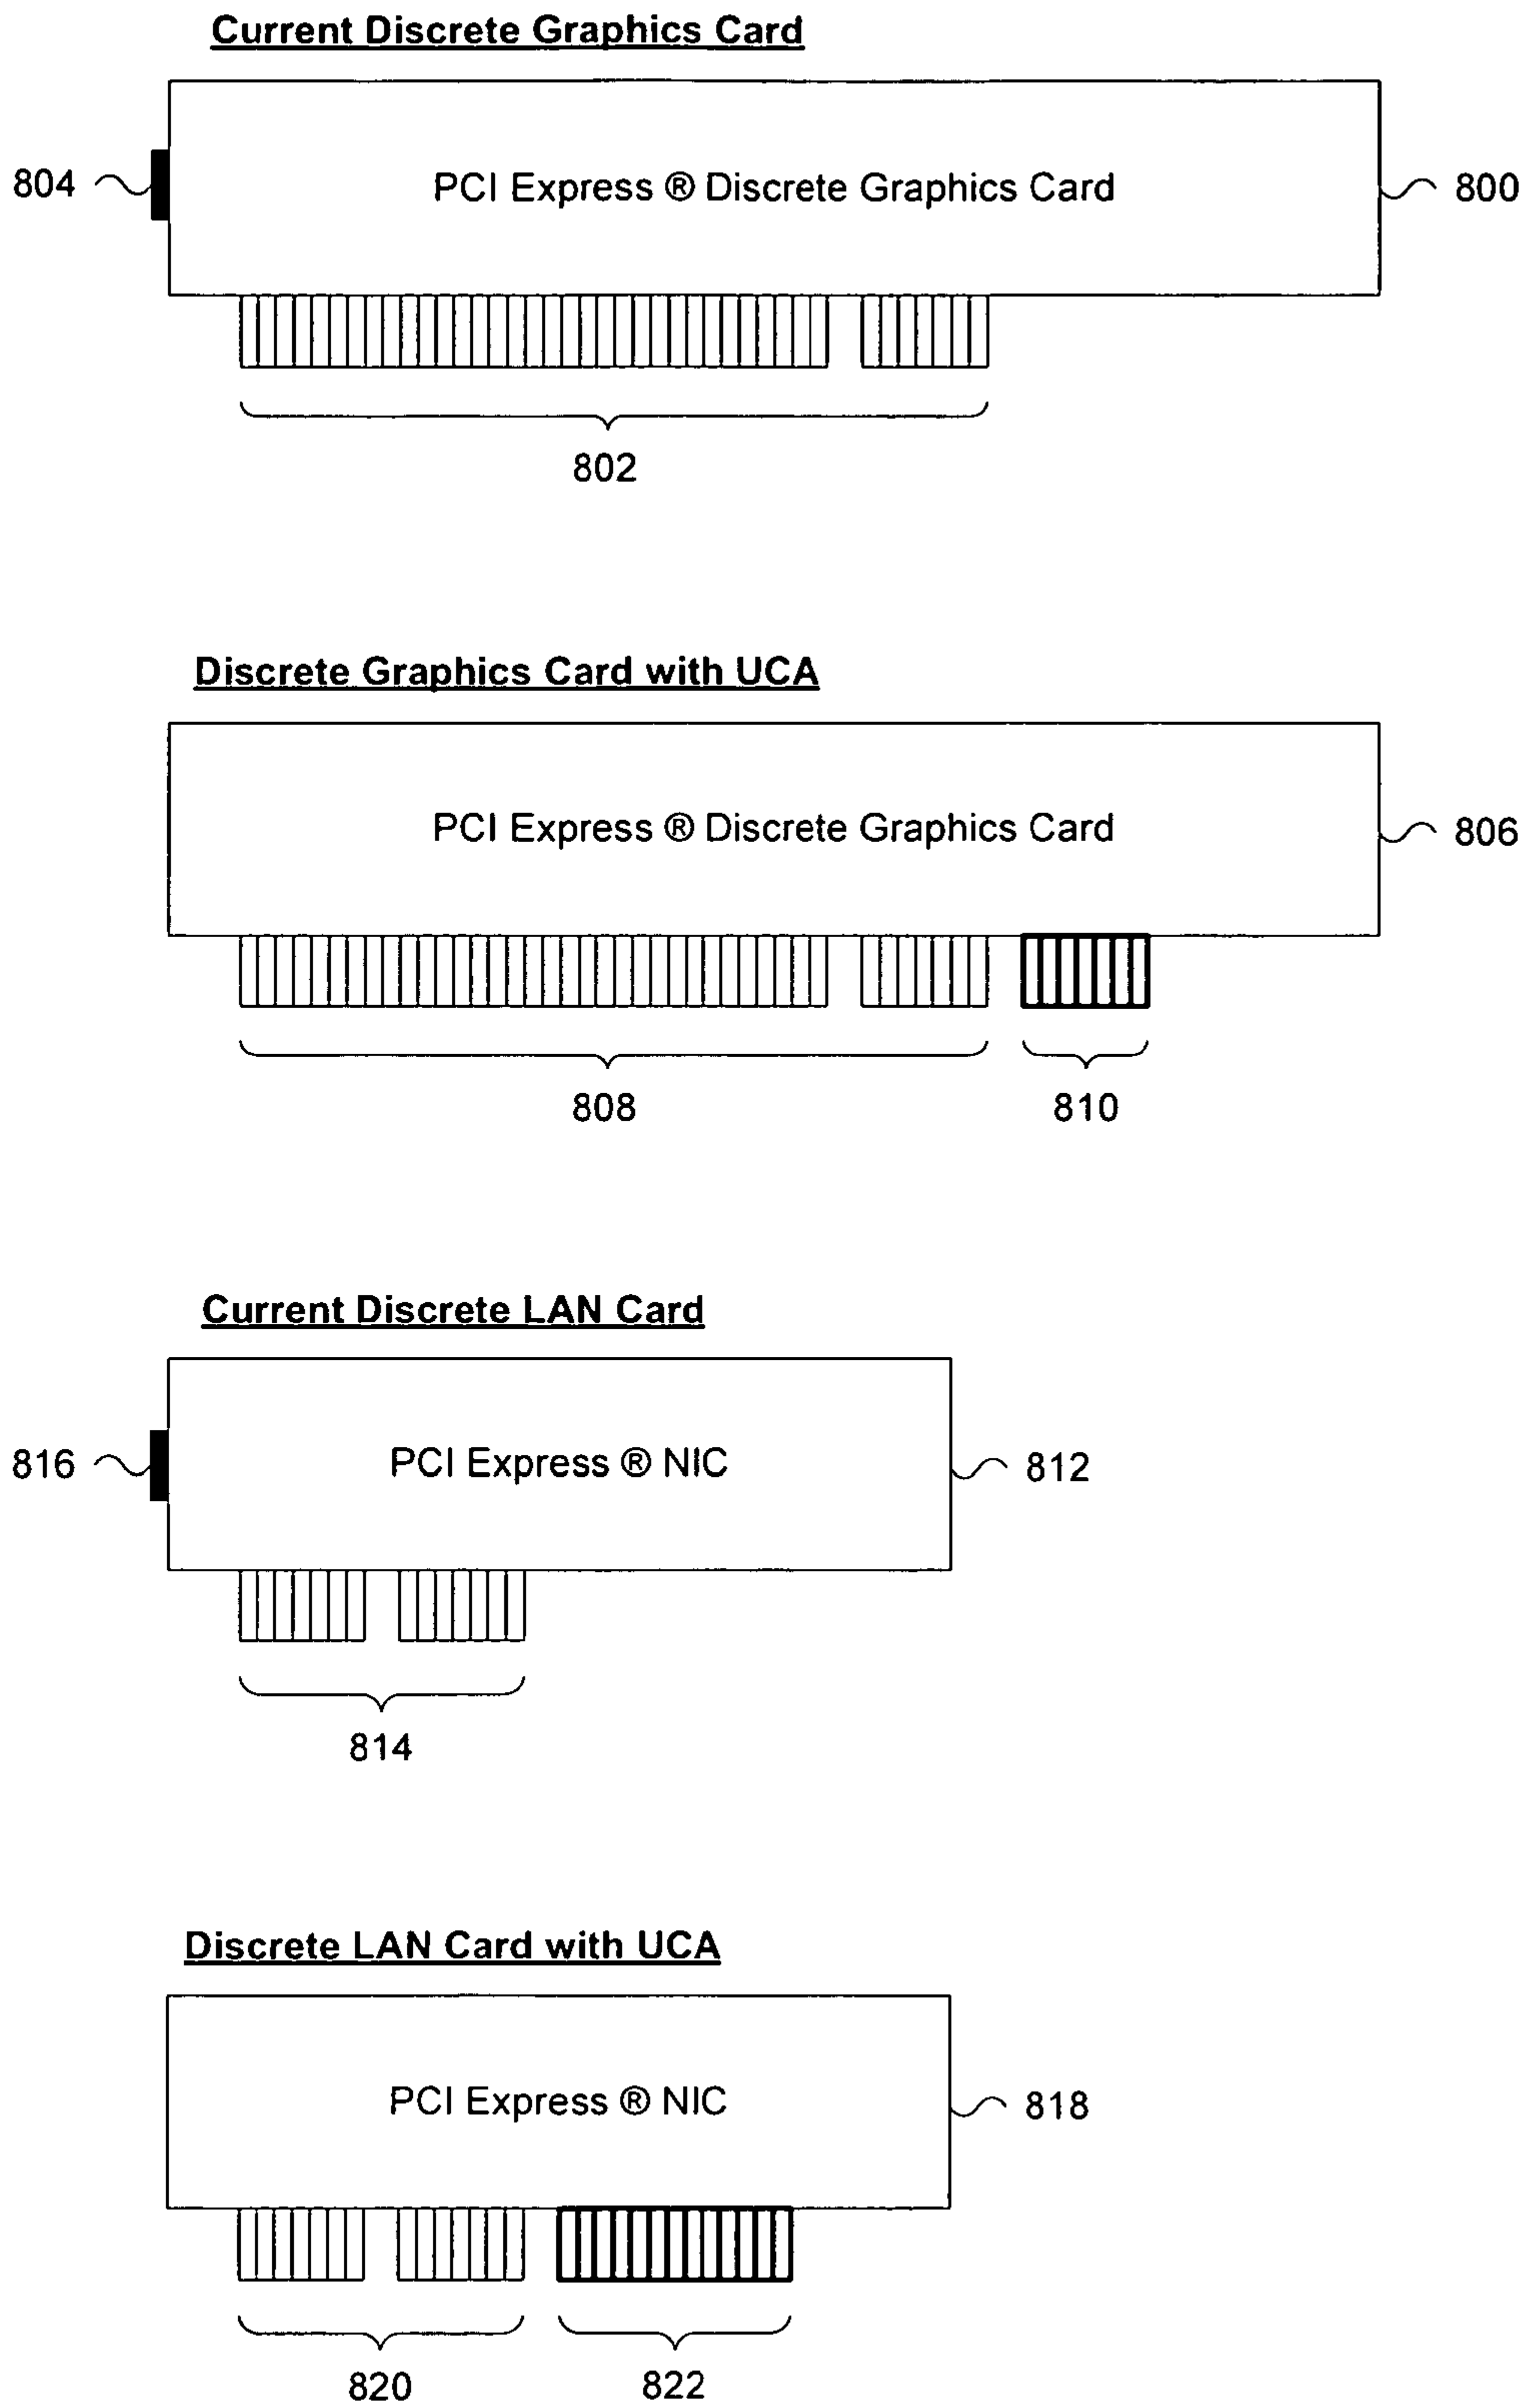 Current Discrete Graphics Card
804
PCI Express ® Discrete Graphics Card
800
802
Discrete Graphics Card with UCA
PCI Express ® Discrete Graphics Card
806
808
810
Current Discrete LAN Card
816
PCI Express ® NIC
812
814
Discrete LAN Card with UCA
PCI Express ® NIC
818
820
822